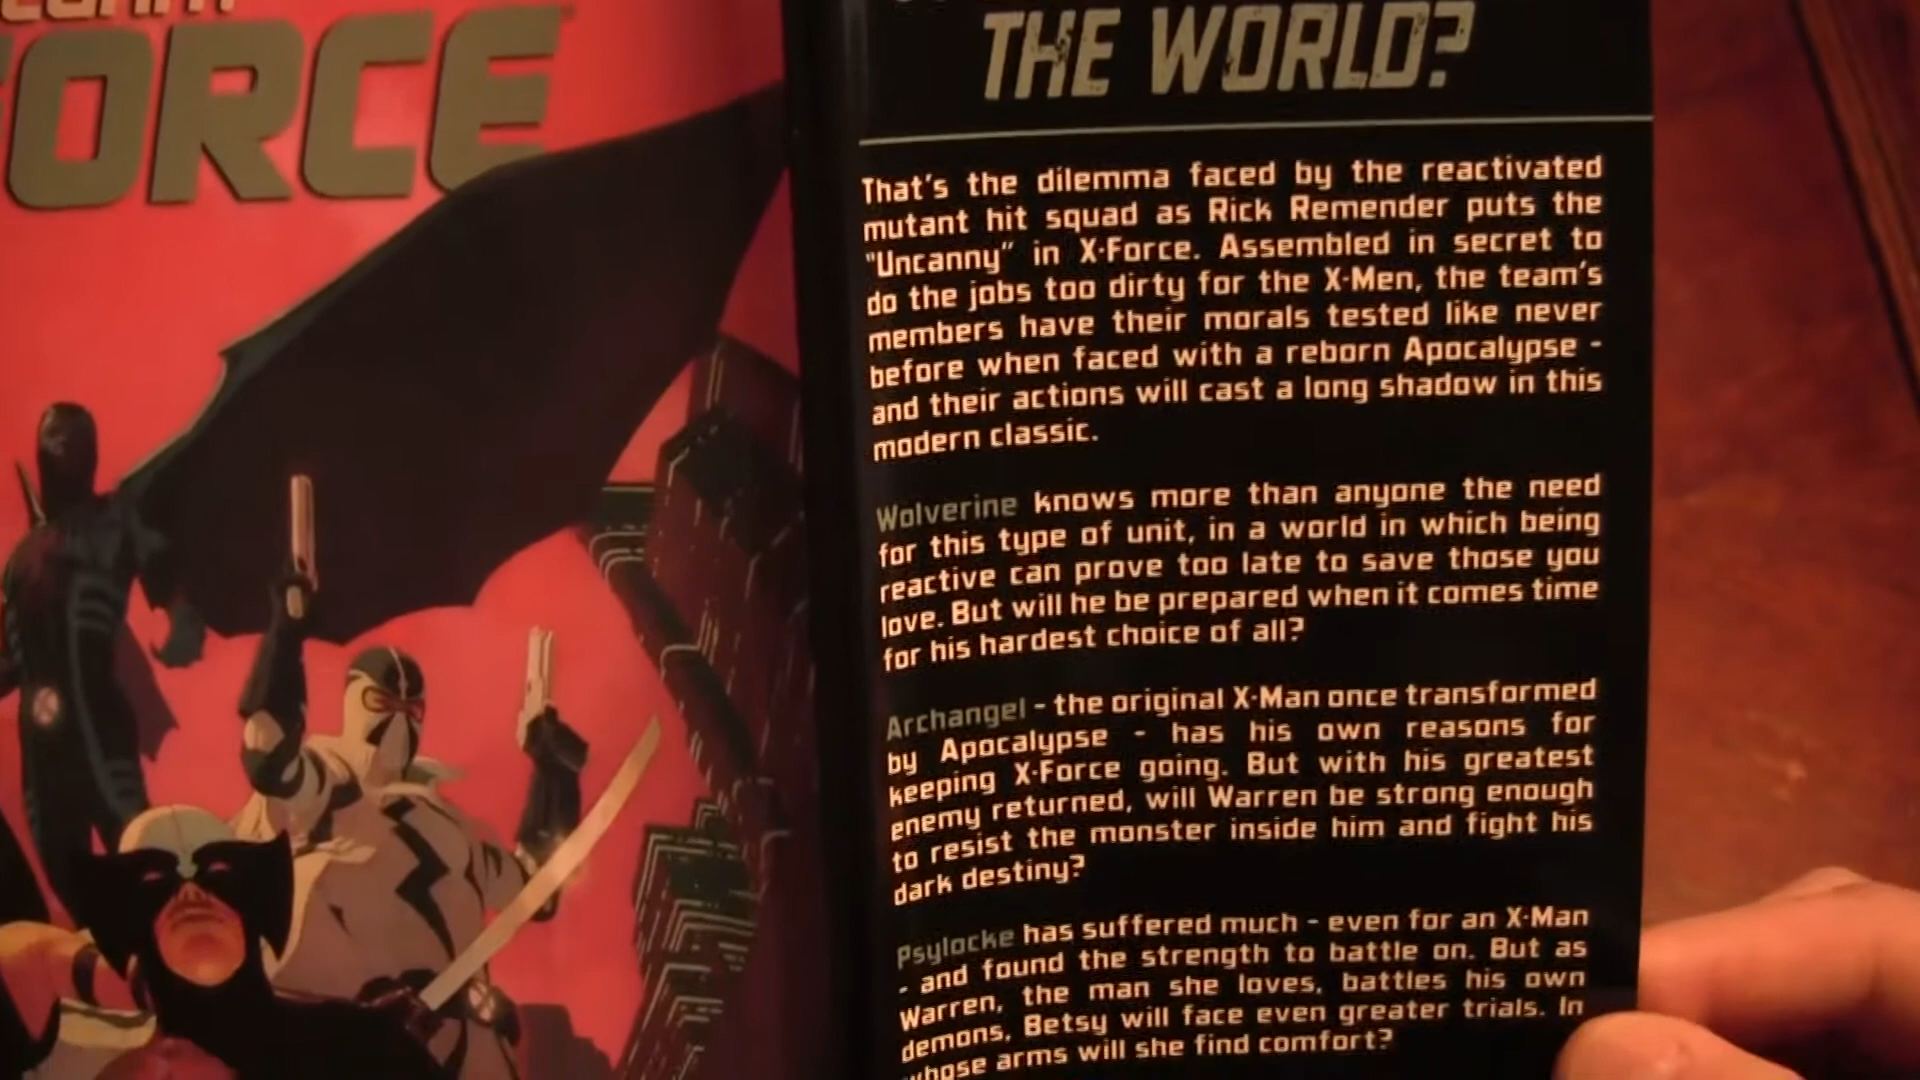 FORCE
THE WORLD?
That's the dilemma faced by the reactivated
mutant hit squad as Rick Remender puts the
"Uncanny" in X-Force. Assembled in secret to
do the jobs too dirty for the X-Men, the team's
members have their morals tested like never
before when faced with a reborn Apocalypse -
and their actions will cast a long shadow in this
modern classic.
Wolverine knows more than anyone the need
for this type of unit, in a world in which being
reactive can prove too late to save those you
love. But will he be prepared when it comes time
for his hardest choice of all?
Archangel - the original X-Man once transformed
by Apocalypse - has his own reasons for
keeping X-Force going. But with his greatest
enemy returned, will Warren be strong enough
to resist the monster inside him and fight his
dark destiny?
Psylocke has suffered much - even for an X-Man
- and found the strength to battle on. But as
Warren, the man she loves, battles his own
demons, Betsy will face even greater trials. In
whose arms will she find comfort?